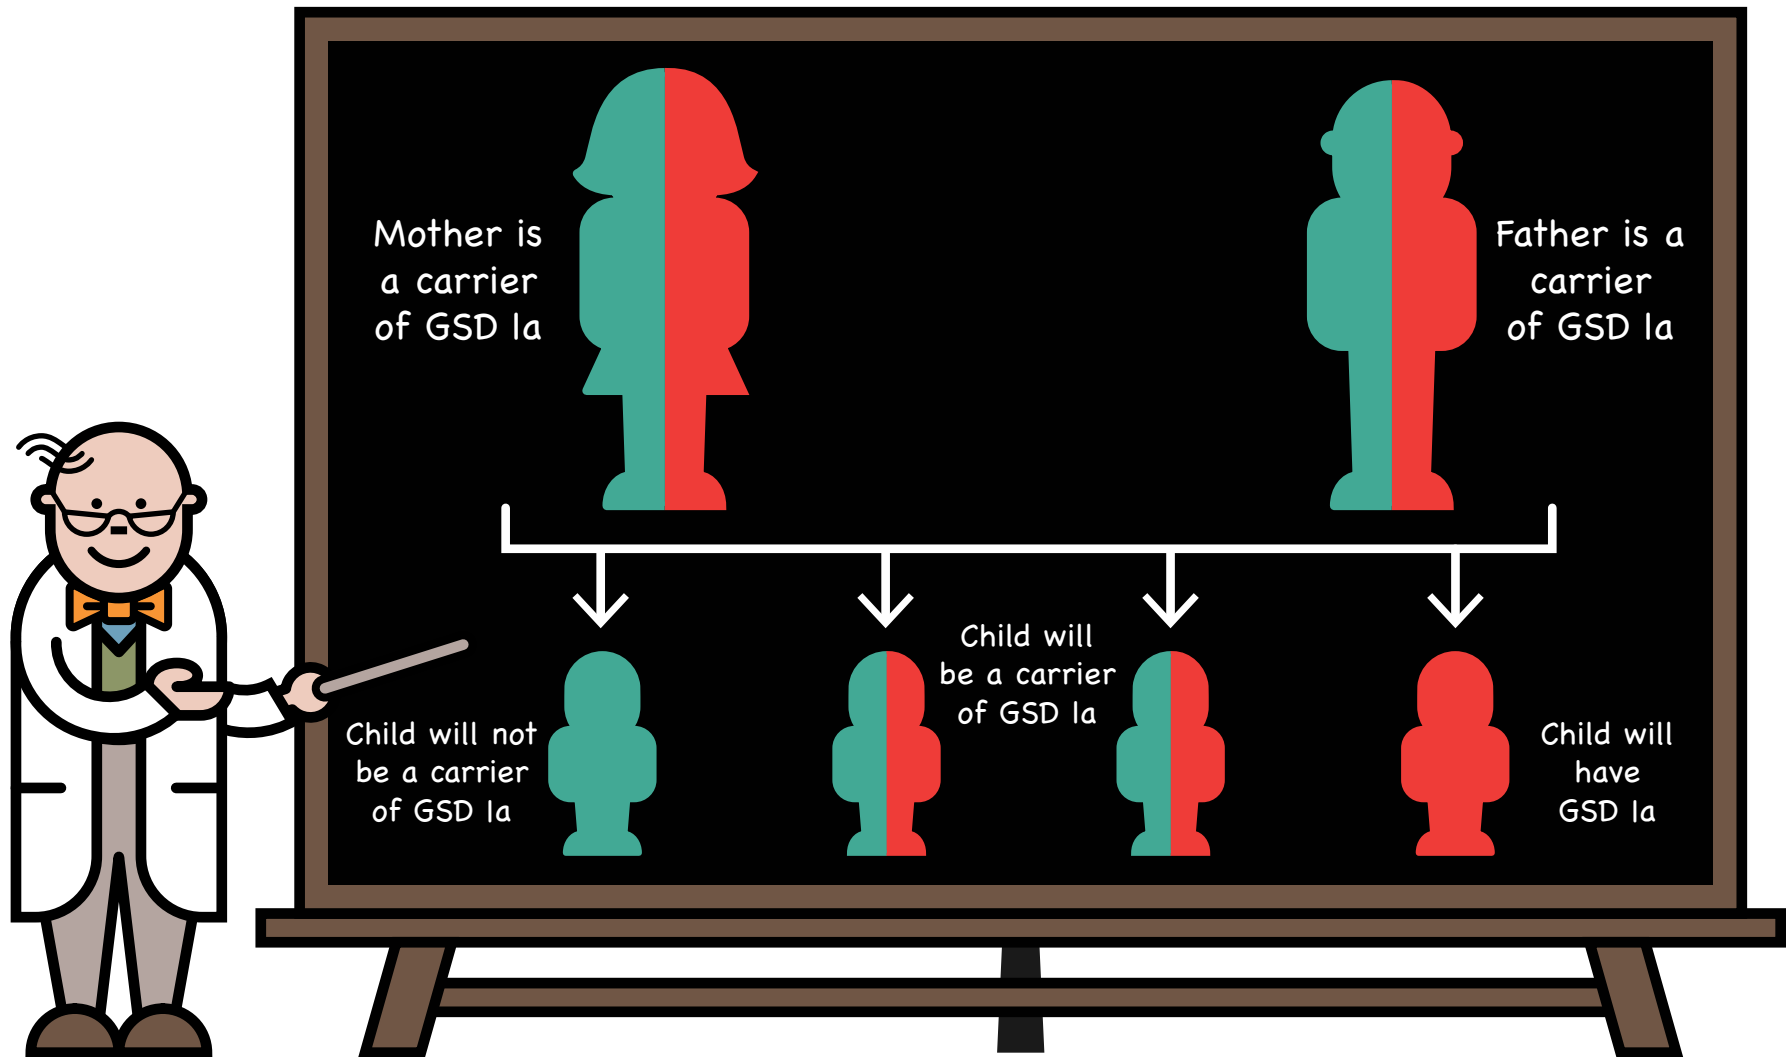 Mother is
a carrier
of GSD Ia
Father is a
carrier
of GSD Ia
Child will not
be a carrier
of GSD Ia
Child will
be a carrier
of GSD Ia
Child will
have
GSD Ia